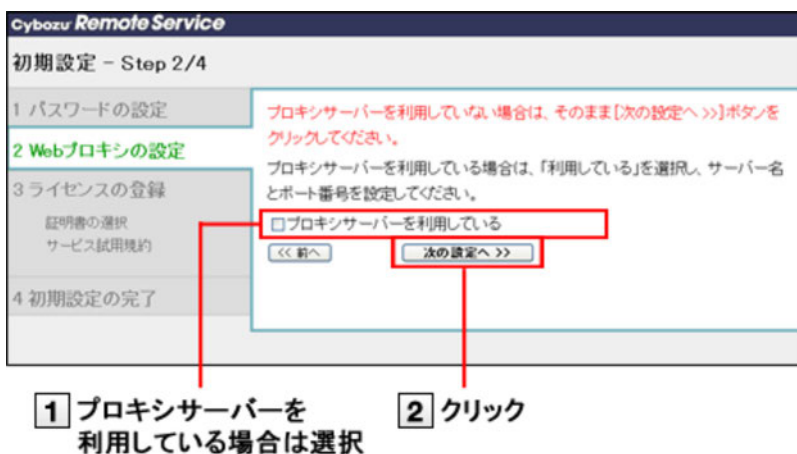 Cybozu Remote Service
初期設定 - Step 2/4
1 パスワードの設定
2 Webプロキシの設定
3 ライセンスの登録
証明書の選択
サービス試用規約
4 初期設定の完了
プロキシサーバーを利用していない場合は、そのまま[次の設定へ >>]ボタンを
クリックしてください。
プロキシサーバーを利用している場合は、「利用している」を選択し、サーバー名
とポート番号を設定してください。
プロキシサーバーを利用している
<< 前へ
次の設定へ >>
1 プロキシサーバーを
利用している場合は選択
2 クリック